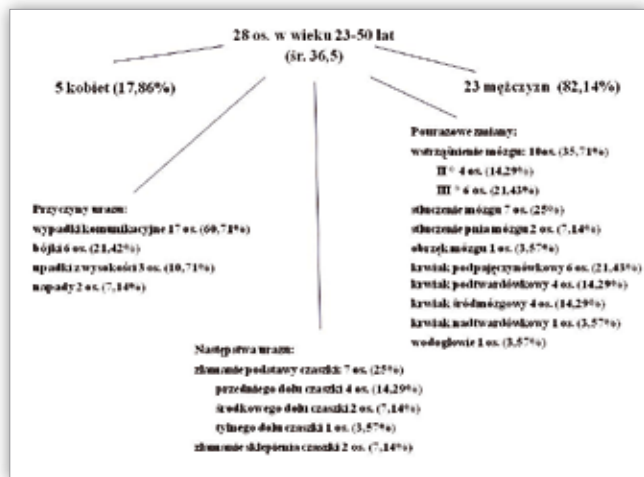 28 os. w wieku 23-50 lat
(śr. 36,5)
5 kobiet (17,86%)
23 mężczyzn (82,14%)
Przyczyny urazu:
wypadki komunikacyjne 17 os. (60,71%)
bójki 6 os. (21,42%)
upadki z wysokości 3 os. (10,71%)
napady 2 os. (7,14%)
Następstwa urazu:
złamanie podstawy czaszki: 7 os. (25%)
przedniego dołu czaszki 4 os. (14,29%)
środkowego dołu czaszki 2 os. (7,14%)
tylnego dołu czaszki 1 os. (3,57%)
złamanie sklepienia czaszki 2 os. (7,14%)
Pourazowe zmiany:
wstrząśnienie mózgu: 10 os. (35,71%)
II ° 4 os. (14,29%)
III ° 6 os. (21,43%)
stłuczenie mózgu 7 os. (25%)
stłuczenie pnia mózgu 2 os. (7,14%)
obrzęk mózgu 1 os. (3,57%)
krwiak podpajęczynówkowy 6 os. (21,43%)
krwiak podtwardówkowy 4 os. (14,29%)
krwiak śródmózgowy 4 os. (14,29%)
krwiak nadtwardówkowy 1 os. (3,57%)
wodogłowie 1 os. (3,57%)